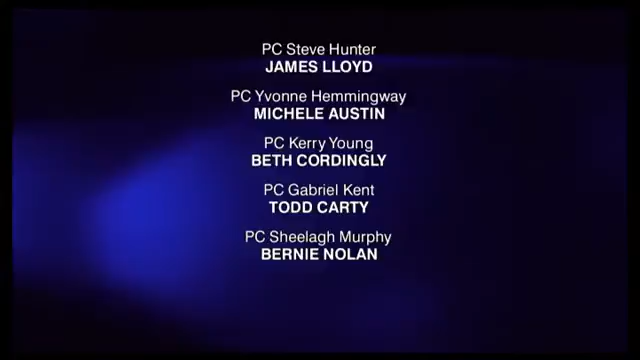 PC Steve Hunter
JAMES LLOYD
PC Yvonne Hemmingway
MICHELE AUSTIN
PC Kerry Young
BETH CORDINGLY
PC Gabriel Kent
TODD CARTY
PC Sheelagh Murphy
BERNIE NOLAN